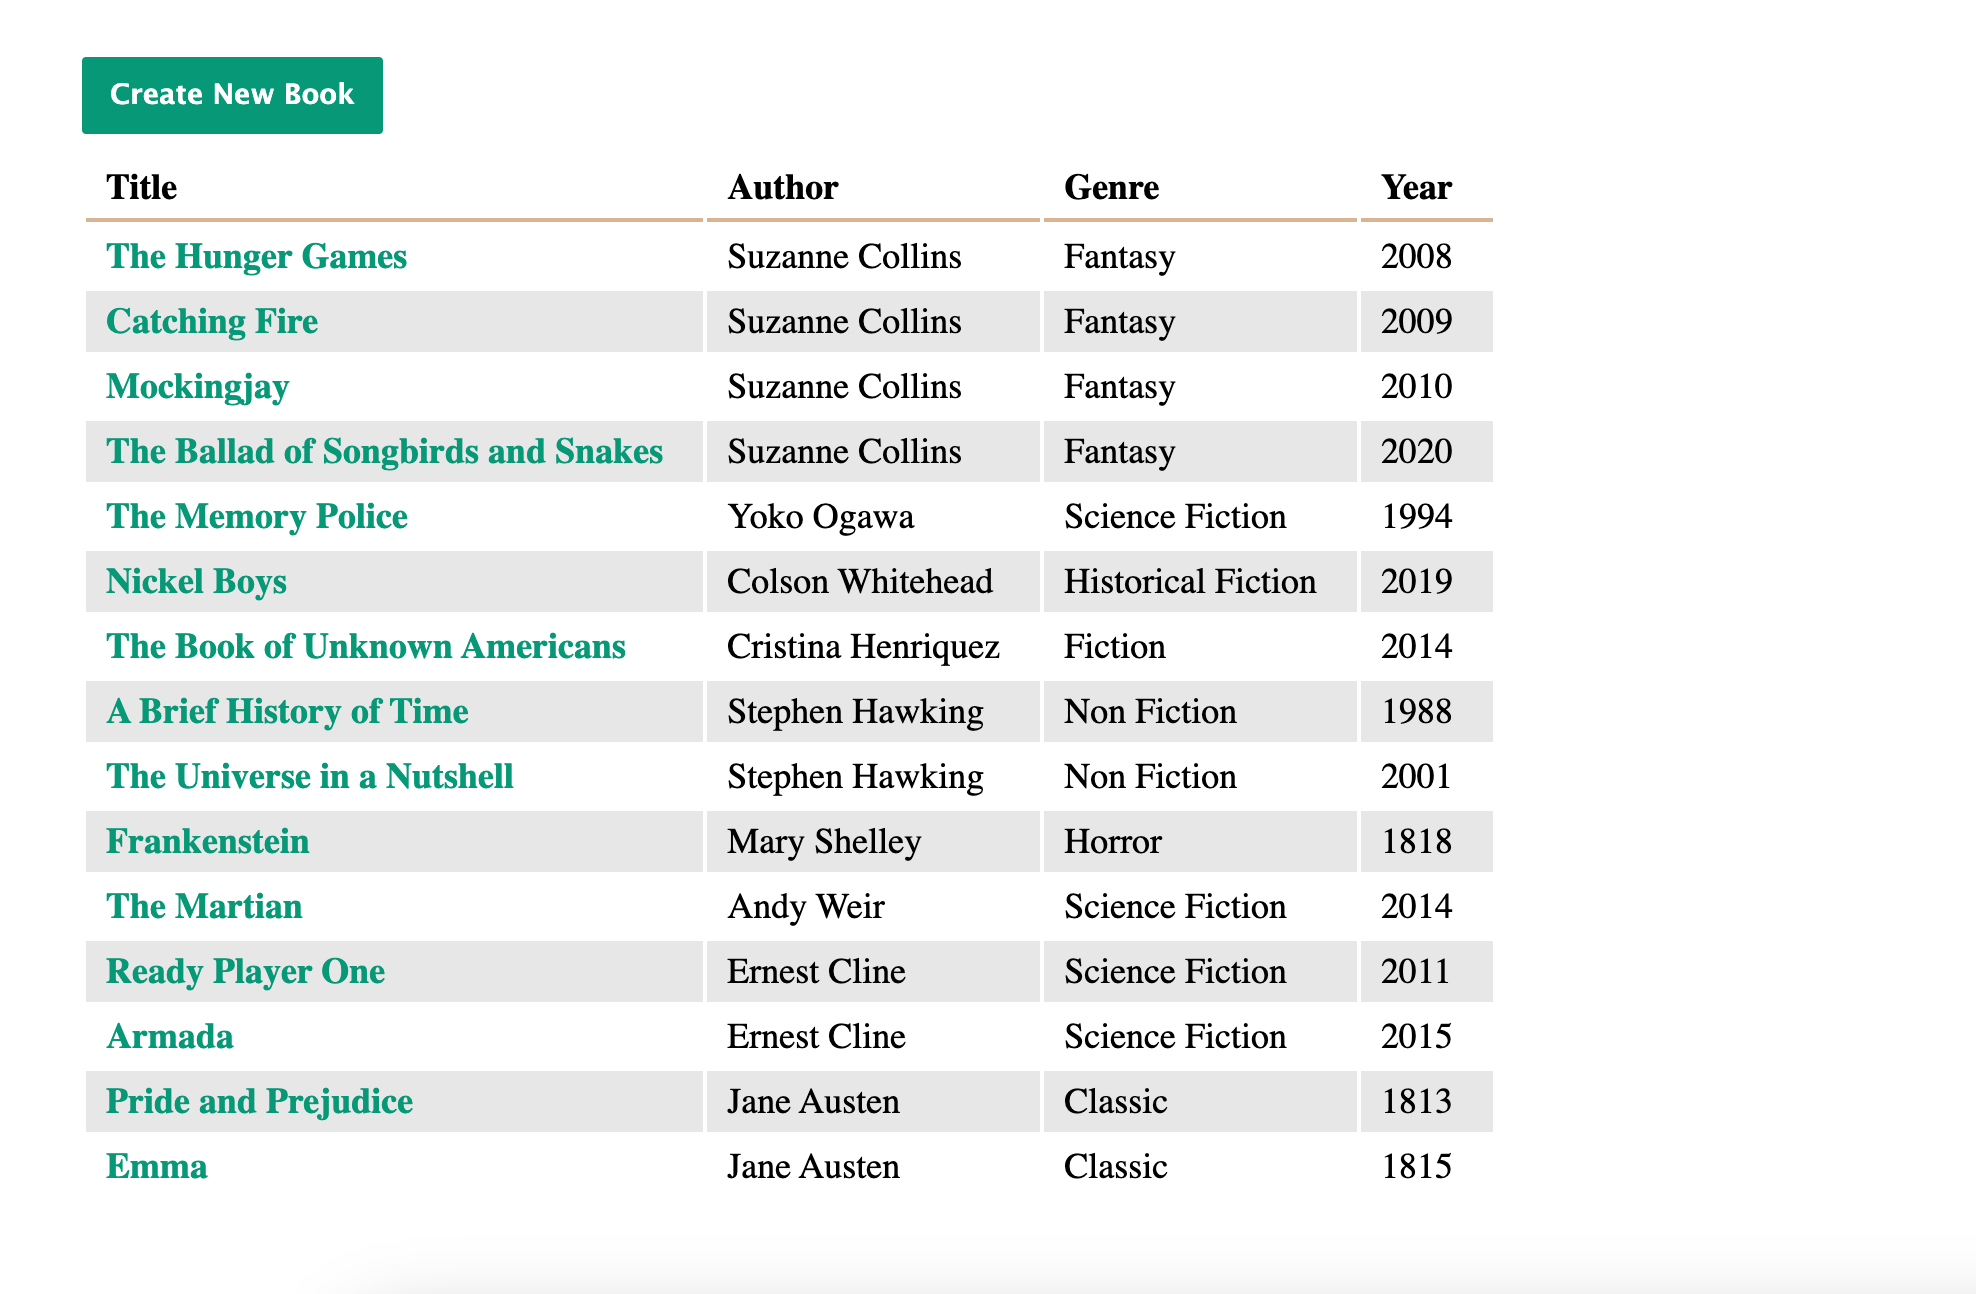 Create New Book
Title Author Genre Year
The Hunger Games Suzanne Collins Fantasy 2008
Catching Fire Suzanne Collins Fantasy 2009
Mockingjay Suzanne Collins Fantasy 2010
The Ballad of Songbirds and Snakes Suzanne Collins Fantasy 2020
The Memory Police Yoko Ogawa Science Fiction 1994
Nickel Boys Colson Whitehead Historical Fiction 2019
The Book of Unknown Americans Cristina Henriquez Fiction 2014
A Brief History of Time Stephen Hawking Non Fiction 1988
The Universe in a Nutshell Stephen Hawking Non Fiction 2001
Frankenstein Mary Shelley Horror 1818
The Martian Andy Weir Science Fiction 2014
Ready Player One Ernest Cline Science Fiction 2011
Armada Ernest Cline Science Fiction 2015
Pride and Prejudice Jane Austen Classic 1813
Emma Jane Austen Classic 1815